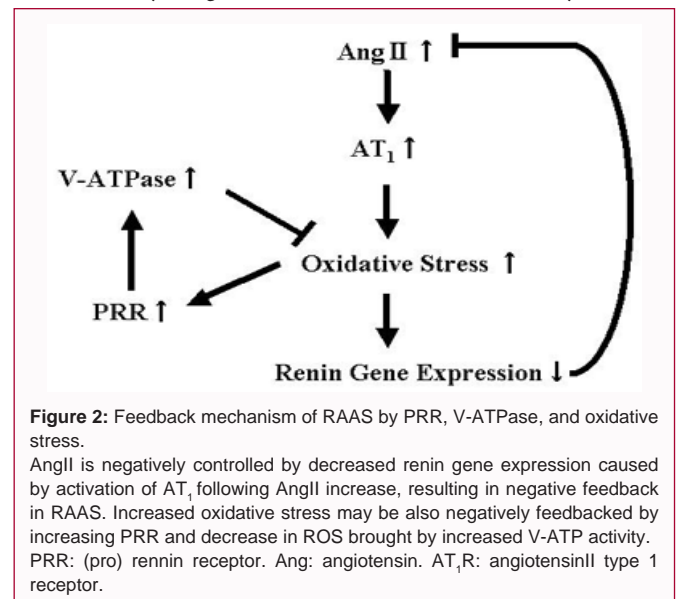 Ang II ↑
AT₁ ↑
V-ATPase ↑
Oxidative Stress ↑
PRR ↑
Renin Gene Expression ↓
Figure 2: Feedback mechanism of RAAS by PRR, V-ATPase, and oxidative
stress.
AngII is negatively controlled by decreased renin gene expression caused
by activation of AT₁ following AngII increase, resulting in negative feedback
in RAAS. Increased oxidative stress may be also negatively feedbacked by
increasing PRR and decrease in ROS brought by increased V-ATP activity.
PRR: (pro) rennin receptor. Ang: angiotensin. AT₁R: angiotensinII type 1
receptor.